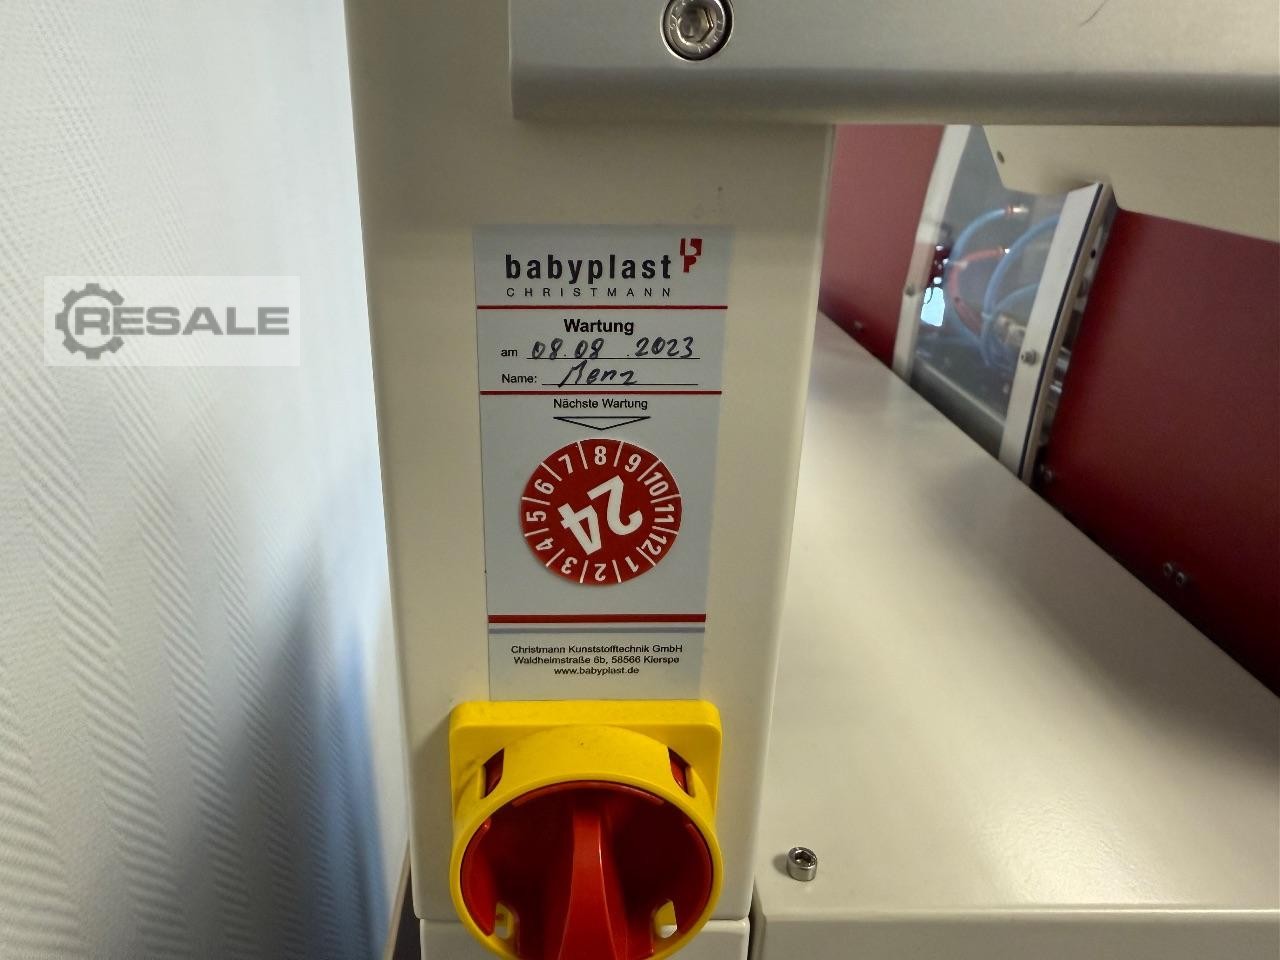 RESALE
babyplast
CHRISTMANN
Wartung
am 08.08.2023
Name: Menz
Nächste Wartung
1 2 3 4 5 6 7 8 9 10 11 12
24
Christmann Kunststofftechnik GmbH
Waldheimstraße 6b, 58566 Kierspe
www.babyplast.de